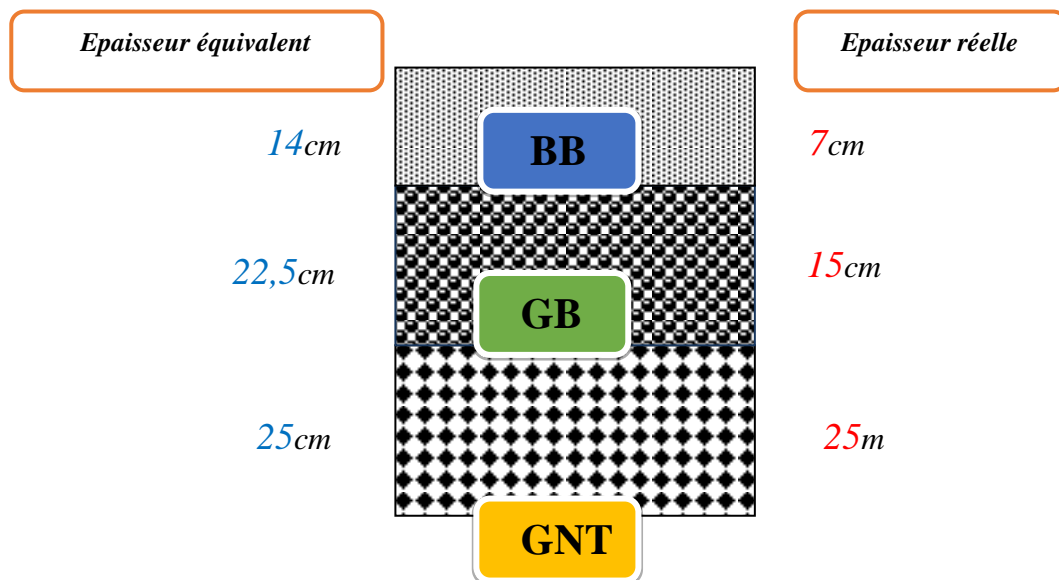 Epaisseur équivalent
Epaisseur réelle
14cm
BB
7cm
22,5cm
15cm
GB
25cm
25m
GNT